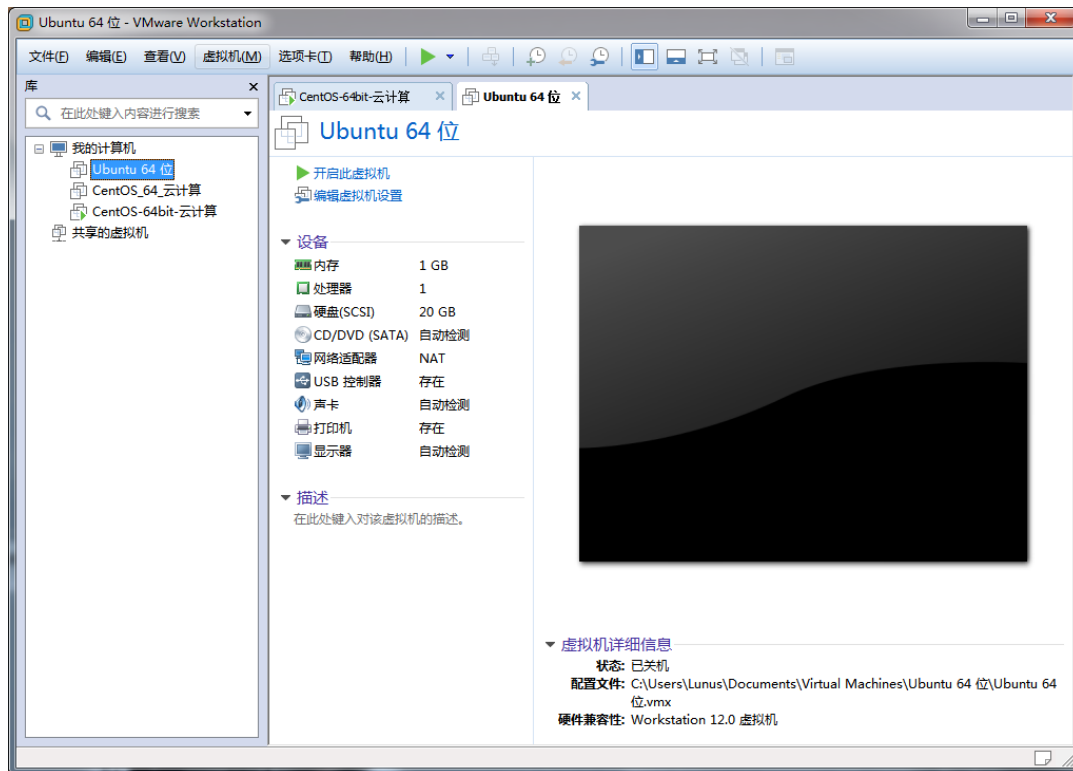 Ubuntu 64 位 - VMware Workstation
文件(F) 编辑(E) 查看(V) 虚拟机(M) 选项卡(T) 帮助(H)
库
在此处键入内容进行搜索
我的计算机
Ubuntu 64 位
CentOS_64_云计算
CentOS-64bit-云计算
共享的虚拟机
CentOS-64bit-云计算 Ubuntu 64 位
Ubuntu 64 位
开启此虚拟机
编辑虚拟机设置
设备
内存 1 GB
处理器 1
硬盘(SCSI) 20 GB
CD/DVD (SATA) 自动检测
网络适配器 NAT
USB 控制器 存在
声卡 自动检测
打印机 存在
显示器 自动检测
描述
在此处键入对该虚拟机的描述。
虚拟机详细信息
状态: 已关机
配置文件: C:\Users\Lunus\Documents\Virtual Machines\Ubuntu 64 位\Ubuntu 64
位.vmx
硬件兼容性: Workstation 12.0 虚拟机